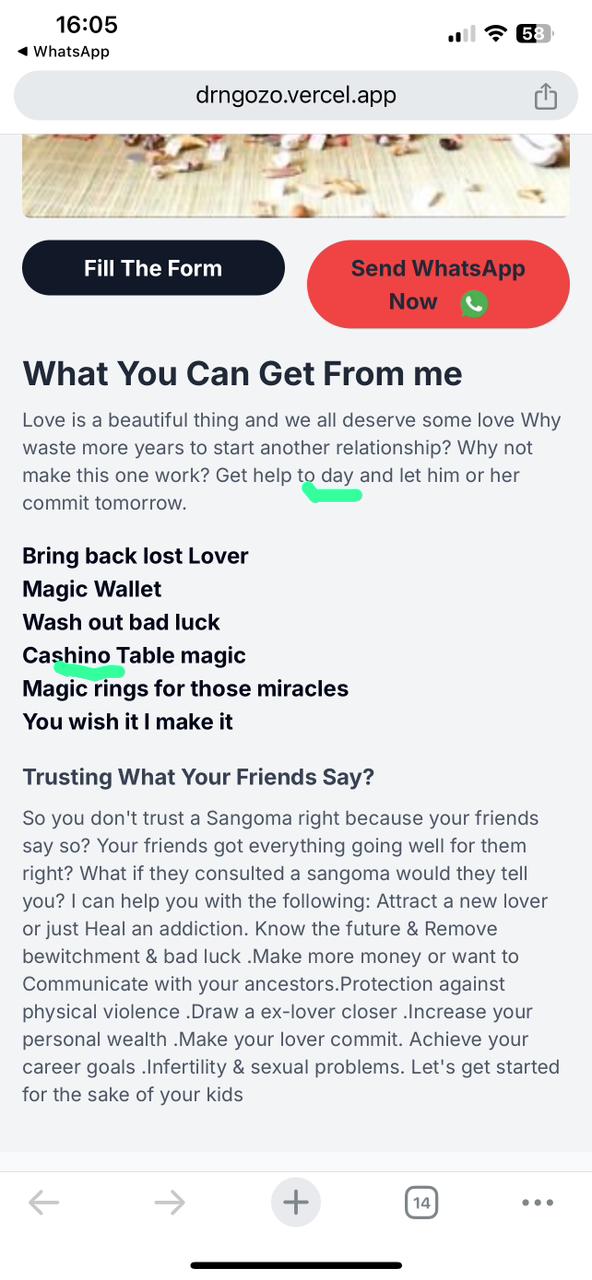 16:05
58
WhatsApp
drngozo.vercel.app
Fill The Form
Send WhatsApp
Now
What You Can Get From me
Love is a beautiful thing and we all deserve some love Why
waste more years to start another relationship? Why not
make this one work? Get help to day and let him or her
commit tomorrow.
Bring back lost Lover
Magic Wallet
Wash out bad luck
Cashino Table magic
Magic rings for those miracles
You wish it I make it
Trusting What Your Friends Say?
So you don't trust a Sangoma right because your friends
say so? Your friends got everything going well for them
right? What if they consulted a sangoma would they tell
you? I can help you with the following: Attract a new lover
or just Heal an addiction. Know the future & Remove
bewitchment & bad luck .Make more money or want to
Communicate with your ancestors.Protection against
physical violence .Draw a ex-lover closer .Increase your
personal wealth .Make your lover commit. Achieve your
career goals .Infertility & sexual problems. Let's get started
for the sake of your kids
14